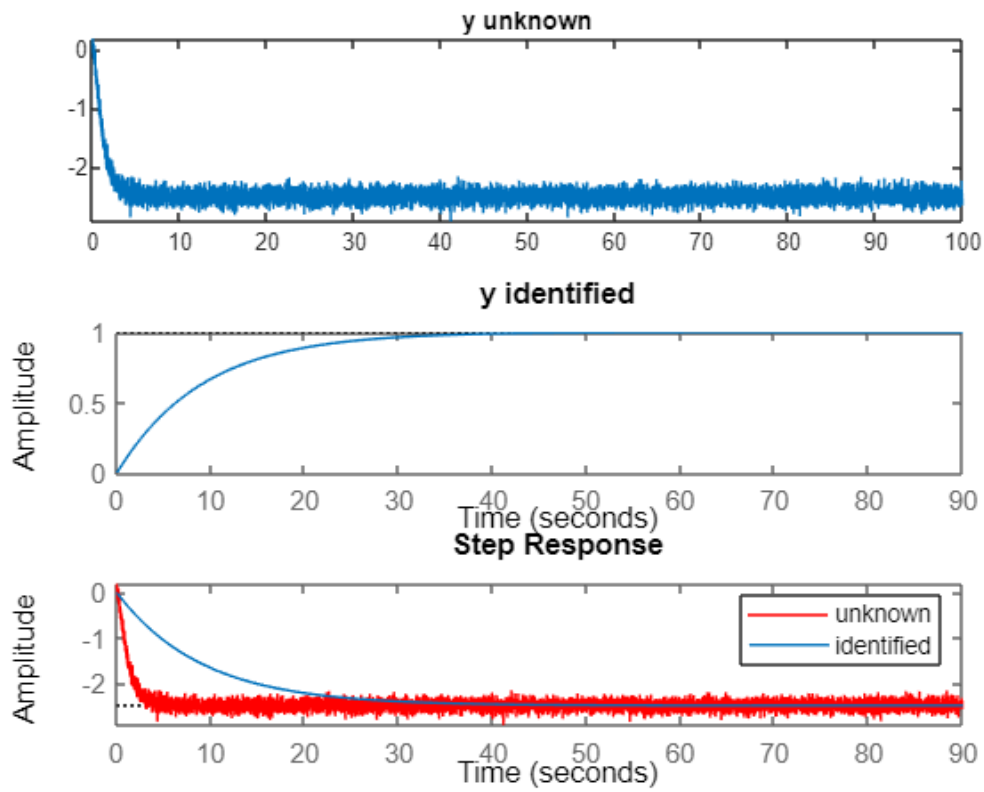 y unknown
0
-1
-2
0 10 20 30 40 50 60 70 80 90 100
y identified
Amplitude
1
0.5
0
0 10 20 30 40 50 60 70 80 90
Time (seconds)
Step Response
Amplitude
0
-1
-2
unknown
identified
0 10 20 30 40 50 60 70 80 90
Time (seconds)